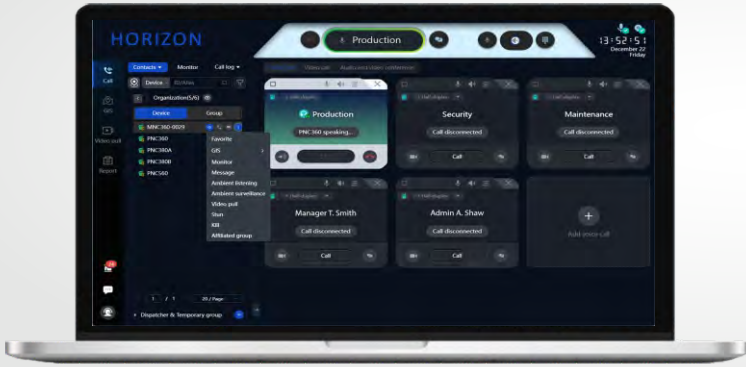 HORIZON
Production
13:52:51
December 22
Friday
Contacts
Monitor
Call log
Call
Device
Organization(5/6)
Device
Group
MNC360-0029
PNC360
PNC380A
PNC380B
PNC560
Favorite
GIS
Monitor
Message
Ambient listening
Ambient surveillance
Video pull
Stun
Kill
Affiliated group
Video pull
Report
Production
PNC360 speaking...
Security
Call disconnected
Call
Maintenance
Call disconnected
Call
Manager T. Smith
Call disconnected
Call
Admin A. Shaw
Call disconnected
Call
Add voice call
1 / 1
20 / Page
Dispatcher & Temporary group